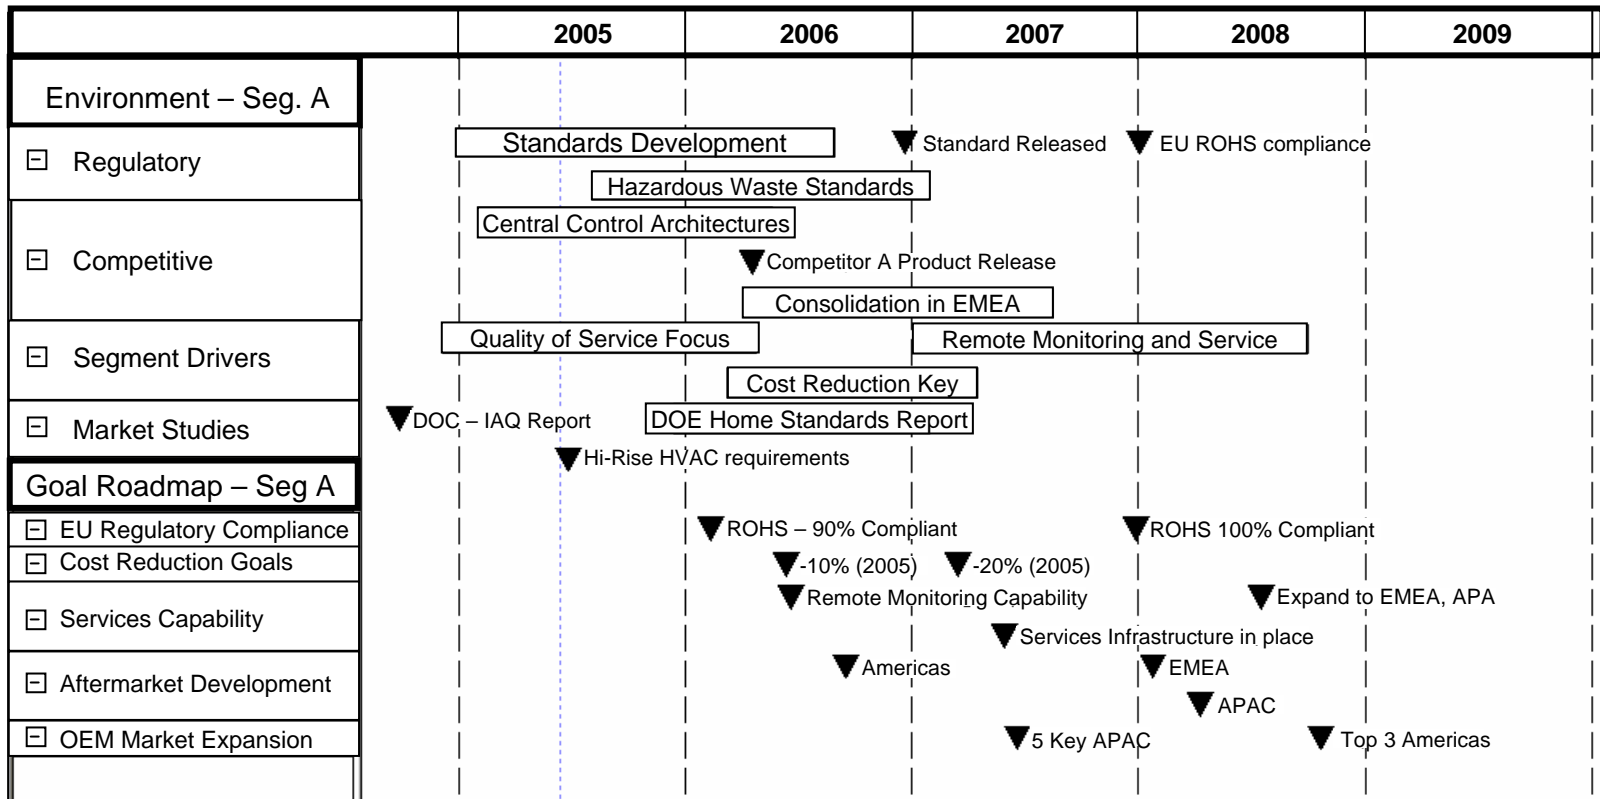 2005 2006 2007 2008 2009
Environment – Seg. A
Regulatory
Standards Development
Standard Released
EU ROHS compliance
Hazardous Waste Standards
Competitive
Central Control Architectures
Competitor A Product Release
Consolidation in EMEA
Segment Drivers
Quality of Service Focus
Remote Monitoring and Service
Cost Reduction Key
Market Studies
DOC – IAQ Report
DOE Home Standards Report
Hi-Rise HVAC requirements
Goal Roadmap – Seg A
EU Regulatory Compliance
ROHS – 90% Compliant
ROHS 100% Compliant
Cost Reduction Goals
-10% (2005)
-20% (2005)
Services Capability
Remote Monitoring Capability
Expand to EMEA, APA
Services Infrastructure in place
Aftermarket Development
Americas
EMEA
APAC
OEM Market Expansion
5 Key APAC
Top 3 Americas